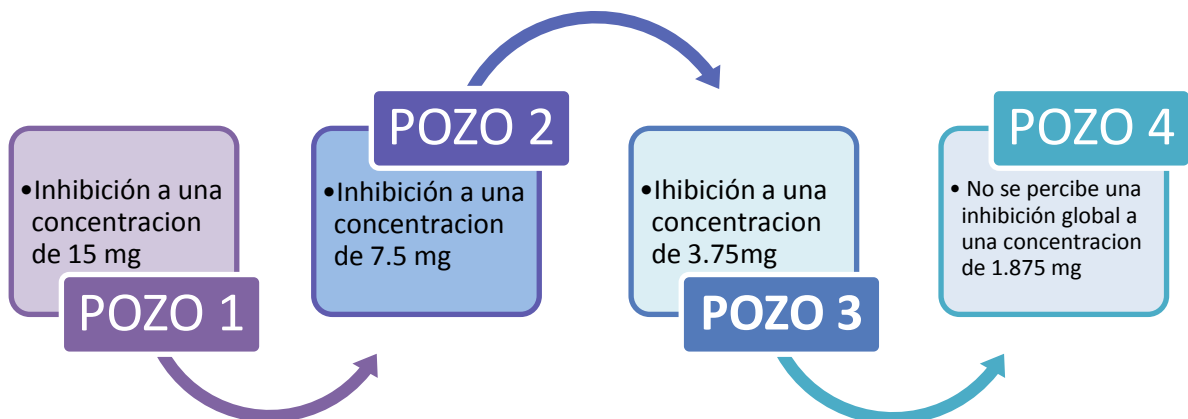 •Inhibición a una
concentracion
de 15 mg
POZO 1
POZO 2
•Inhibición a una
concentracion
de 7.5 mg
•Ihibición a una
concentracion
de 3.75mg
POZO 3
POZO 4
• No se percibe una
inhibición global a
una concentracion
de 1.875 mg